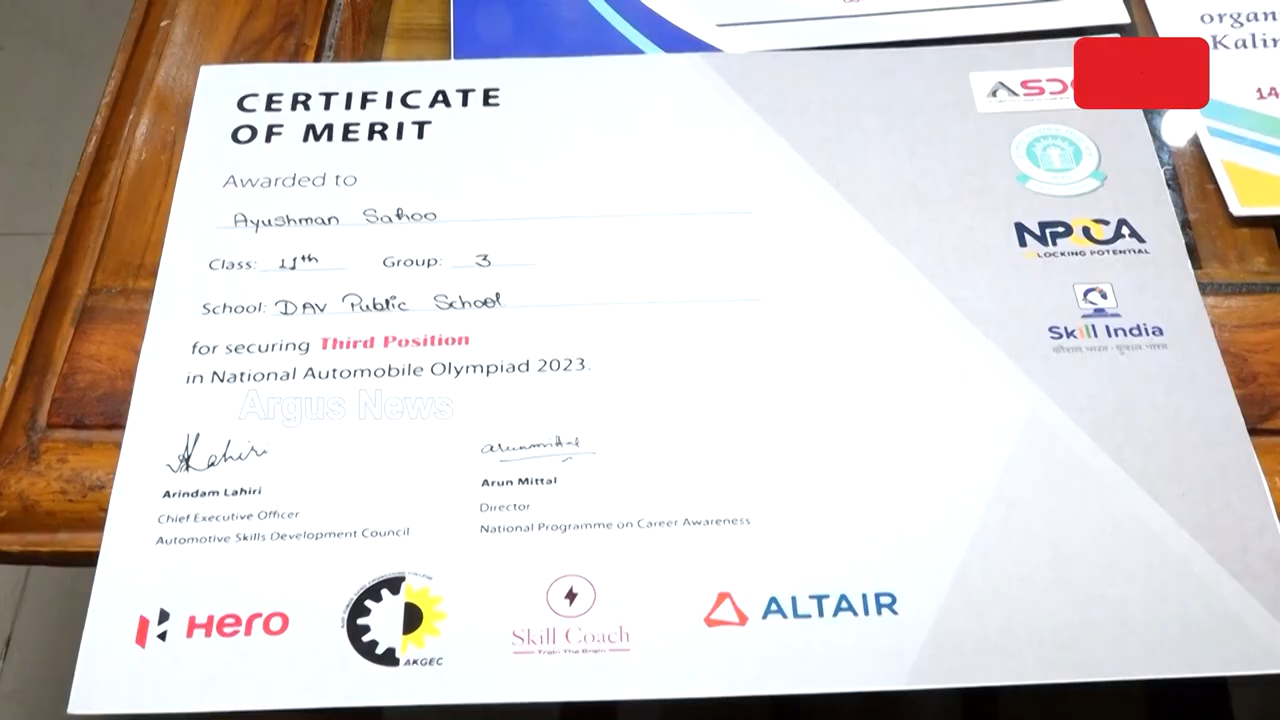 CERTIFICATE
OF MERIT
Awarded to
Ayushman Sahoo
Class: 11th Group: 3
School: DAV Public School
for securing Third Position
in National Automobile Olympiad 2023.
Argus News
Arindam Lahiri
Chief Executive Officer
Automotive Skills Development Council
Arun Mittal
Director
National Programme on Career Awareness
Hero
AKGEC
Skill Coach
Train The Brain
ALTAIR
ASDC
NPCA
LOCKING POTENTIAL
Skill India
कौशल भारत - कुशल भारत
organ
Kalin
14